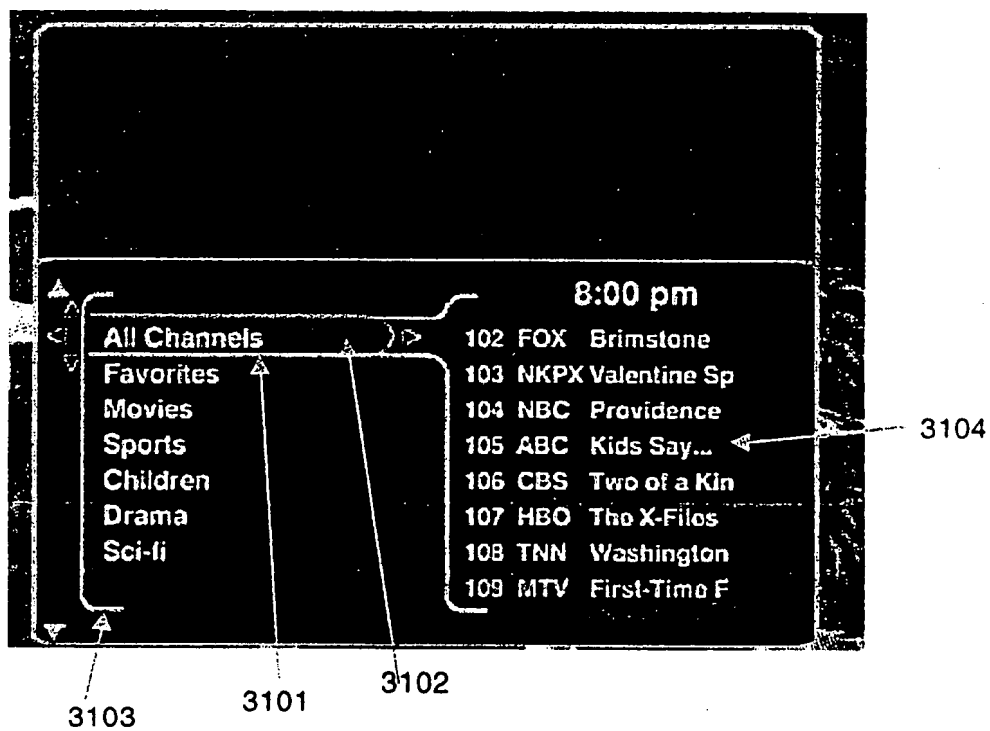 8:00 pm
All Channels
Favorites
Movies
Sports
Children
Drama
Sci-fi
102 FOX Brimstone
103 NKPX Valentine Sp
104 NBC Providence
105 ABC Kids Say...
106 CBS Two of a Kin
107 HBO The X-Files
108 TNN Washington
109 MTV First-Time F
3104
3103
3101
3102